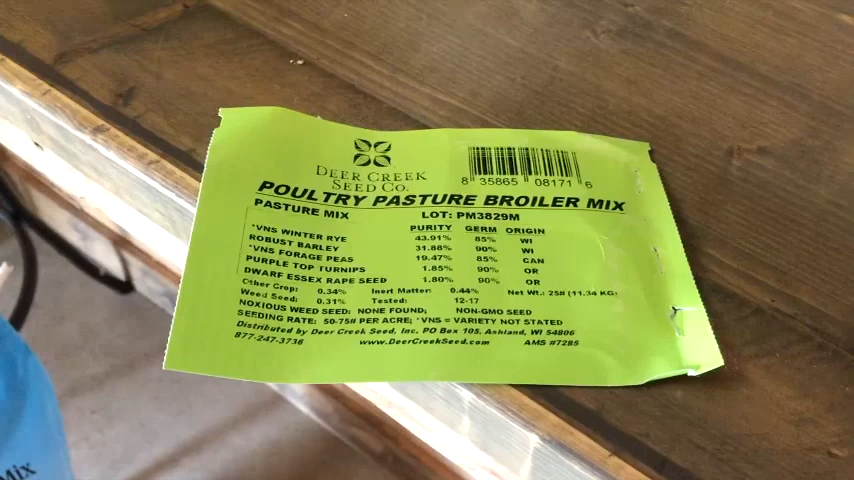 DEER CREEK
SEED CO.
8 35865 08171 6
POULTRY PASTURE BROILER MIX
PASTURE MIX LOT: PM3829M
PURITY GERM ORIGIN
*VNS WINTER RYE 43.91% 85% WI
ROBUST BARLEY 31.88% 90% WI
*VNS FORAGE PEAS 19.47% 85% CAN
PURPLE TOP TURNIPS 1.85% 90% OR
DWARF ESSEX RAPE SEED 1.80% 90% OR
Other Crop: 0.34% Inert Matter: 0.44% Net Wt.: 25# (11.34 KG)
Weed Seed: 0.31% Tested: 12-17
NOXIOUS WEED SEED: NONE FOUND; NON-GMO SEED
SEEDING RATE: 50-75# PER ACRE; *VNS = VARIETY NOT STATED
Distributed by Deer Creek Seed, Inc. PO Box 105, Ashland, WI 54806
877-247-3736 www.DeerCreekSeed.com AMS #7285
Mix